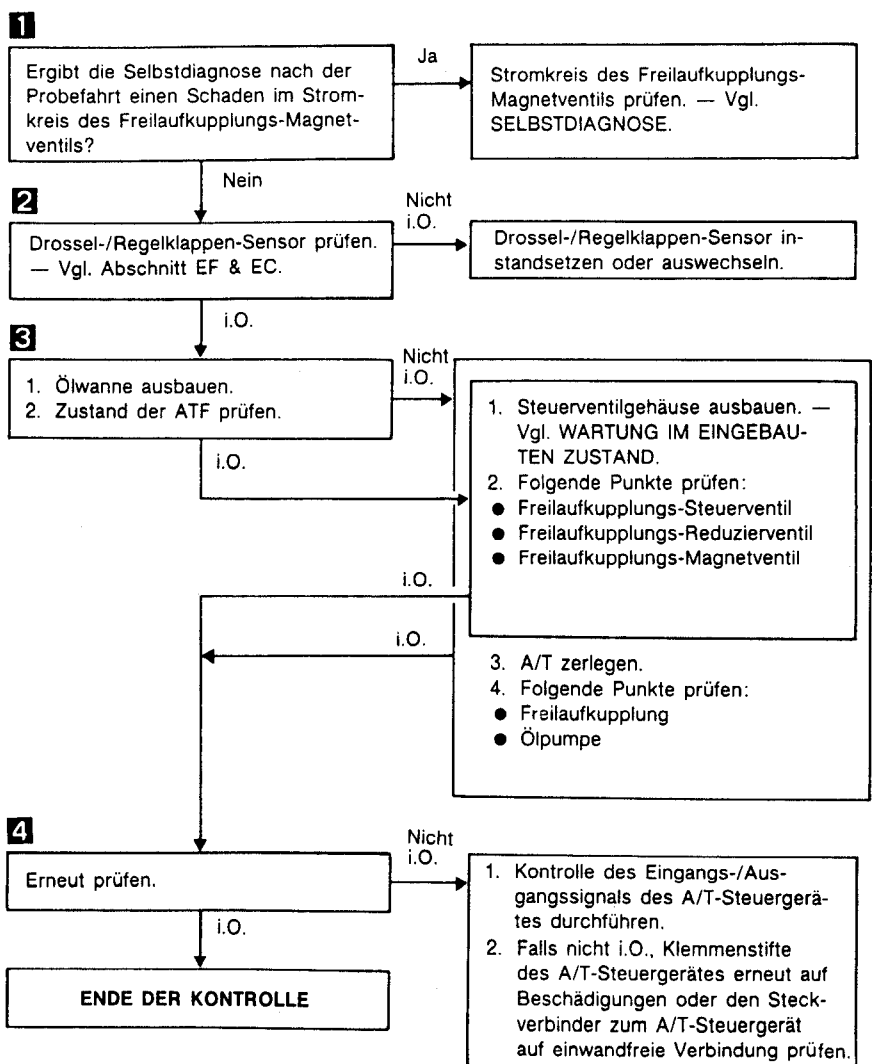 1
Ergibt die Selbstdiagnose nach der
Probefahrt einen Schaden im Strom-
kreis des Freilaufkupplungs-Magnet-
ventils?
Ja
Stromkreis des Freilaufkupplungs-
Magnetventils prüfen. — Vgl.
SELBSTDIAGNOSE.
Nein
2
Drossel-/Regelklappen-Sensor prüfen.
— Vgl. Abschnitt EF & EC.
Nicht
i.O.
Drossel-/Regelklappen-Sensor in-
standsetzen oder auswechseln.
i.O.
3
1. Ölwanne ausbauen.
2. Zustand der ATF prüfen.
Nicht
i.O.
i.O.
1. Steuerventilgehäuse ausbauen. —
Vgl. WARTUNG IM EINGEBAU-
TEN ZUSTAND.
2. Folgende Punkte prüfen:
● Freilaufkupplungs-Steuerventil
● Freilaufkupplungs-Reduzierventil
● Freilaufkupplungs-Magnetventil
i.O.
i.O.
3. A/T zerlegen.
4. Folgende Punkte prüfen:
● Freilaufkupplung
● Ölpumpe
4
Erneut prüfen.
Nicht
i.O.
1. Kontrolle des Eingangs-/Aus-
gangssignals des A/T-Steuergerä-
tes durchführen.
2. Falls nicht i.O., Klemmenstifte
des A/T-Steuergerätes erneut auf
Beschädigungen oder den Steck-
verbinder zum A/T-Steuergerät
auf einwandfreie Verbindung prüfen.
i.O.
ENDE DER KONTROLLE